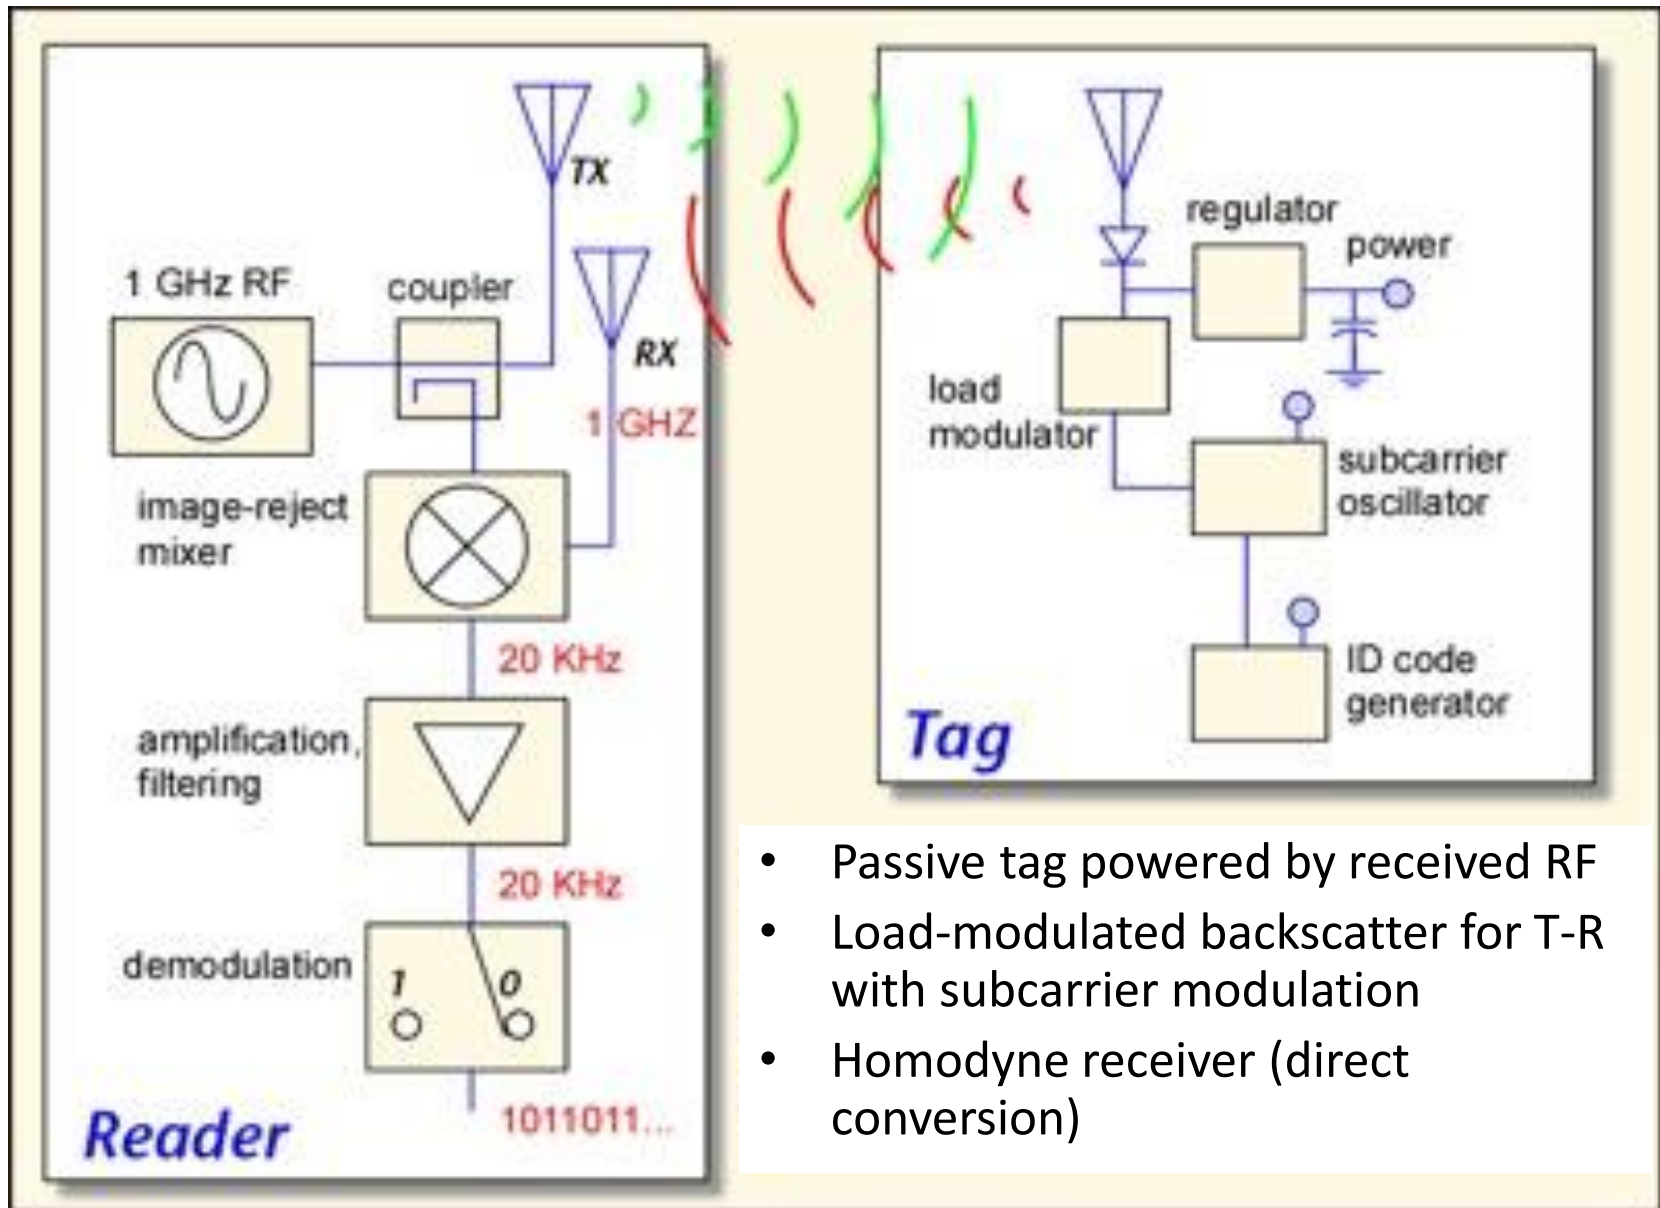 TX
1 GHz RF
coupler
RX
1 GHZ
image-reject
mixer
20 KHz
amplification,
filtering
20 KHz
demodulation
1
0
1011011...
Reader
regulator
power
load
modulator
subcarrier
oscillator
ID code
generator
Tag
• Passive tag powered by received RF
• Load-modulated backscatter for T-R
with subcarrier modulation
• Homodyne receiver (direct
conversion)